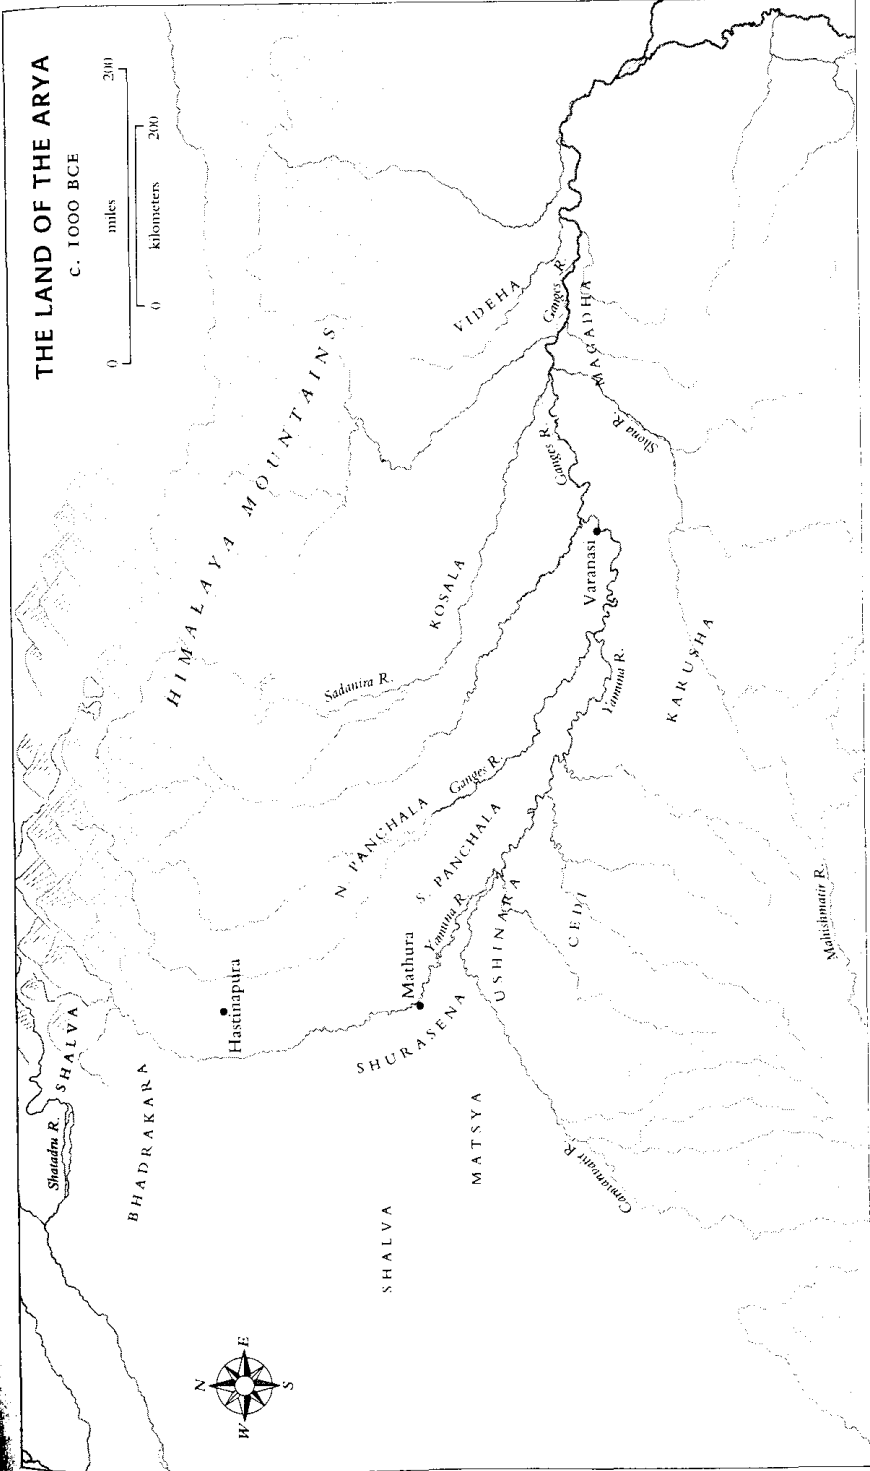 THE LAND OF THE ARYA
c. 1000 BCE
0 miles 200
0 kilometers 200
HIMALAYA MOUNTAINS
N
W E
S
Shatadru R.
SHALVA
BHADRAKARA
Hastinapura
SHALVA
MATSYA
SHURASENA
Mathura
Yamuna R.
USHINARA
N. PANCHALA
S. PANCHALA
Ganges R.
CEDI
Sadanira R.
KOSALA
Yamuna R.
Varanasi
Ganges R.
VIDEHA
Ganges R.
MAGADHA
Shona R.
KARUSHA
Mahishmatir R.